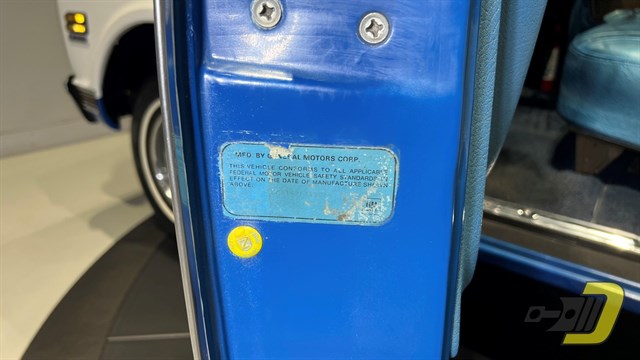 MFD. BY GENERAL MOTORS CORP.
THIS VEHICLE CONFORMS TO ALL APPLICABLE
FEDERAL MOTOR VEHICLE SAFETY STANDARDS IN
EFFECT ON THE DATE OF MANUFACTURE SHOWN
ABOVE.